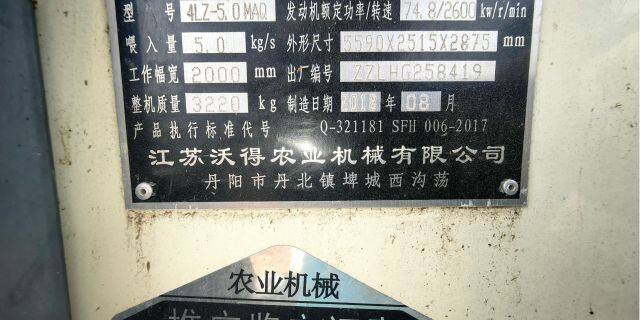 型 号 4LZ-5.0MAQ 发动机额定功率/转速 74.8/2600 kw/r/min
喂入量 5.0 kg/s 外形尺寸 5590X2515X2875 mm
工作幅宽 2000 mm 出厂编号 ZZLHG258419
整机质量 3220 kg 制造日期 2018 年 08 月
产品执行标准代号 Q-321181 SFH 006-2017
江苏沃得农业机械有限公司
丹阳市丹北镇埤城西沟荡
农业机械